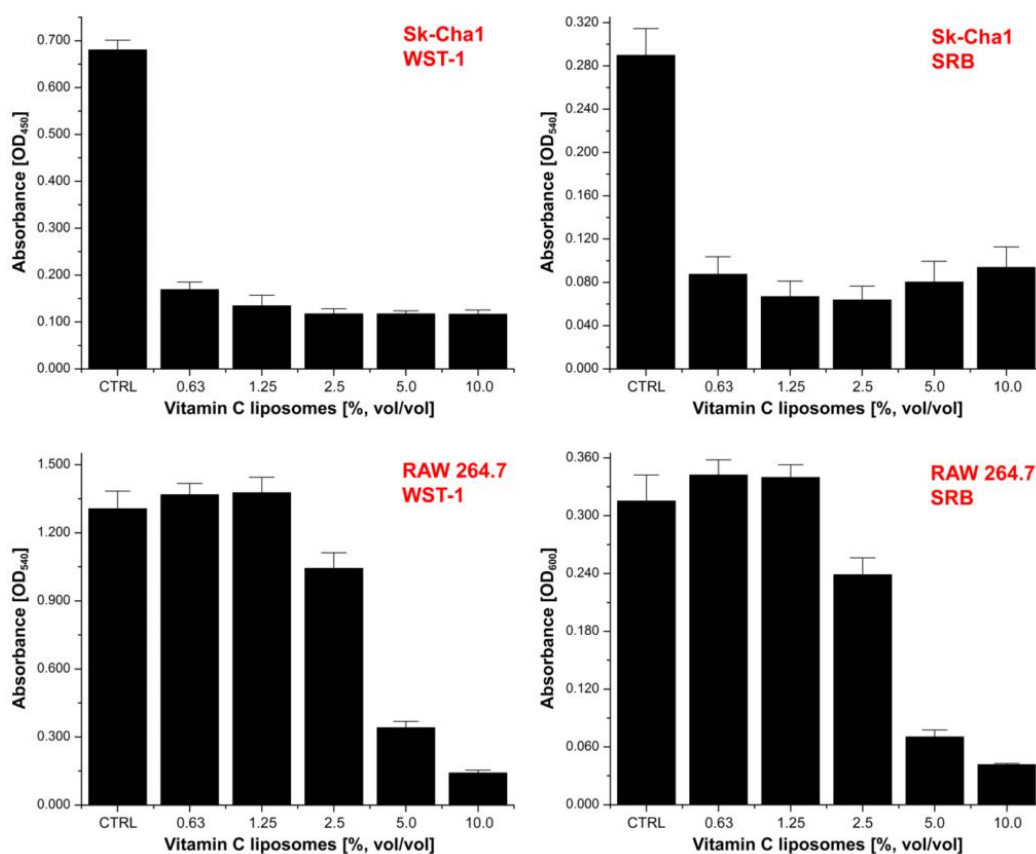 Sk-Cha1
WST-1
Absorbance [OD450]
0.700
0.600
0.700
0.400
0.300
0.200
0.100
0.000
CTRL 0.63 1.25 2.5 5.0 10.0
Vitamin C liposomes [%, vol/vol]
Sk-Cha1
SRB
Absorbance [OD540]
0.320
0.280
0.240
0.200
0.160
0.120
0.080
0.040
0.000
CTRL 0.63 1.25 2.5 5.0 10.0
Vitamin C liposomes [%, vol/vol]
RAW 264.7
WST-1
Absorbance [OD540]
1.500
1.200
0.900
0.600
0.300
0.000
CTRL 0.63 1.25 2.5 5.0 10.0
Vitamin C liposomes [%, vol/vol]
RAW 264.7
SRB
Absorbance [OD600]
0.360
0.300
0.240
0.180
0.120
0.060
0.000
CTRL 0.63 1.25 2.5 5.0 10.0
Vitamin C liposomes [%, vol/vol]